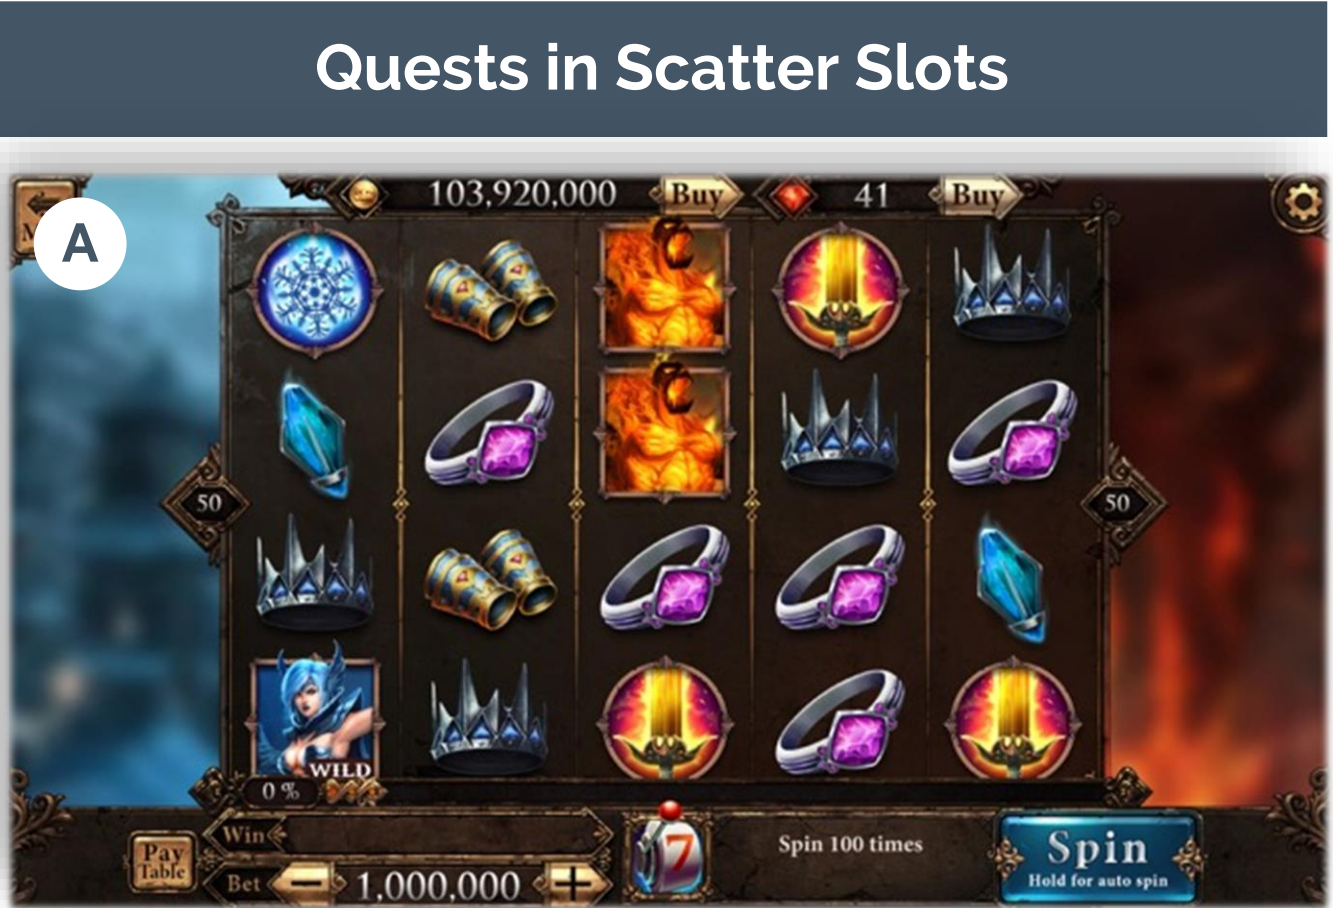 Quests in Scatter Slots
A
103,920,000 Buy 41 Buy
50 50
WILD
0 %
Win
Pay
Table
7
Spin 100 times
Spin
Hold for auto spin
Bet − 1,000,000 +